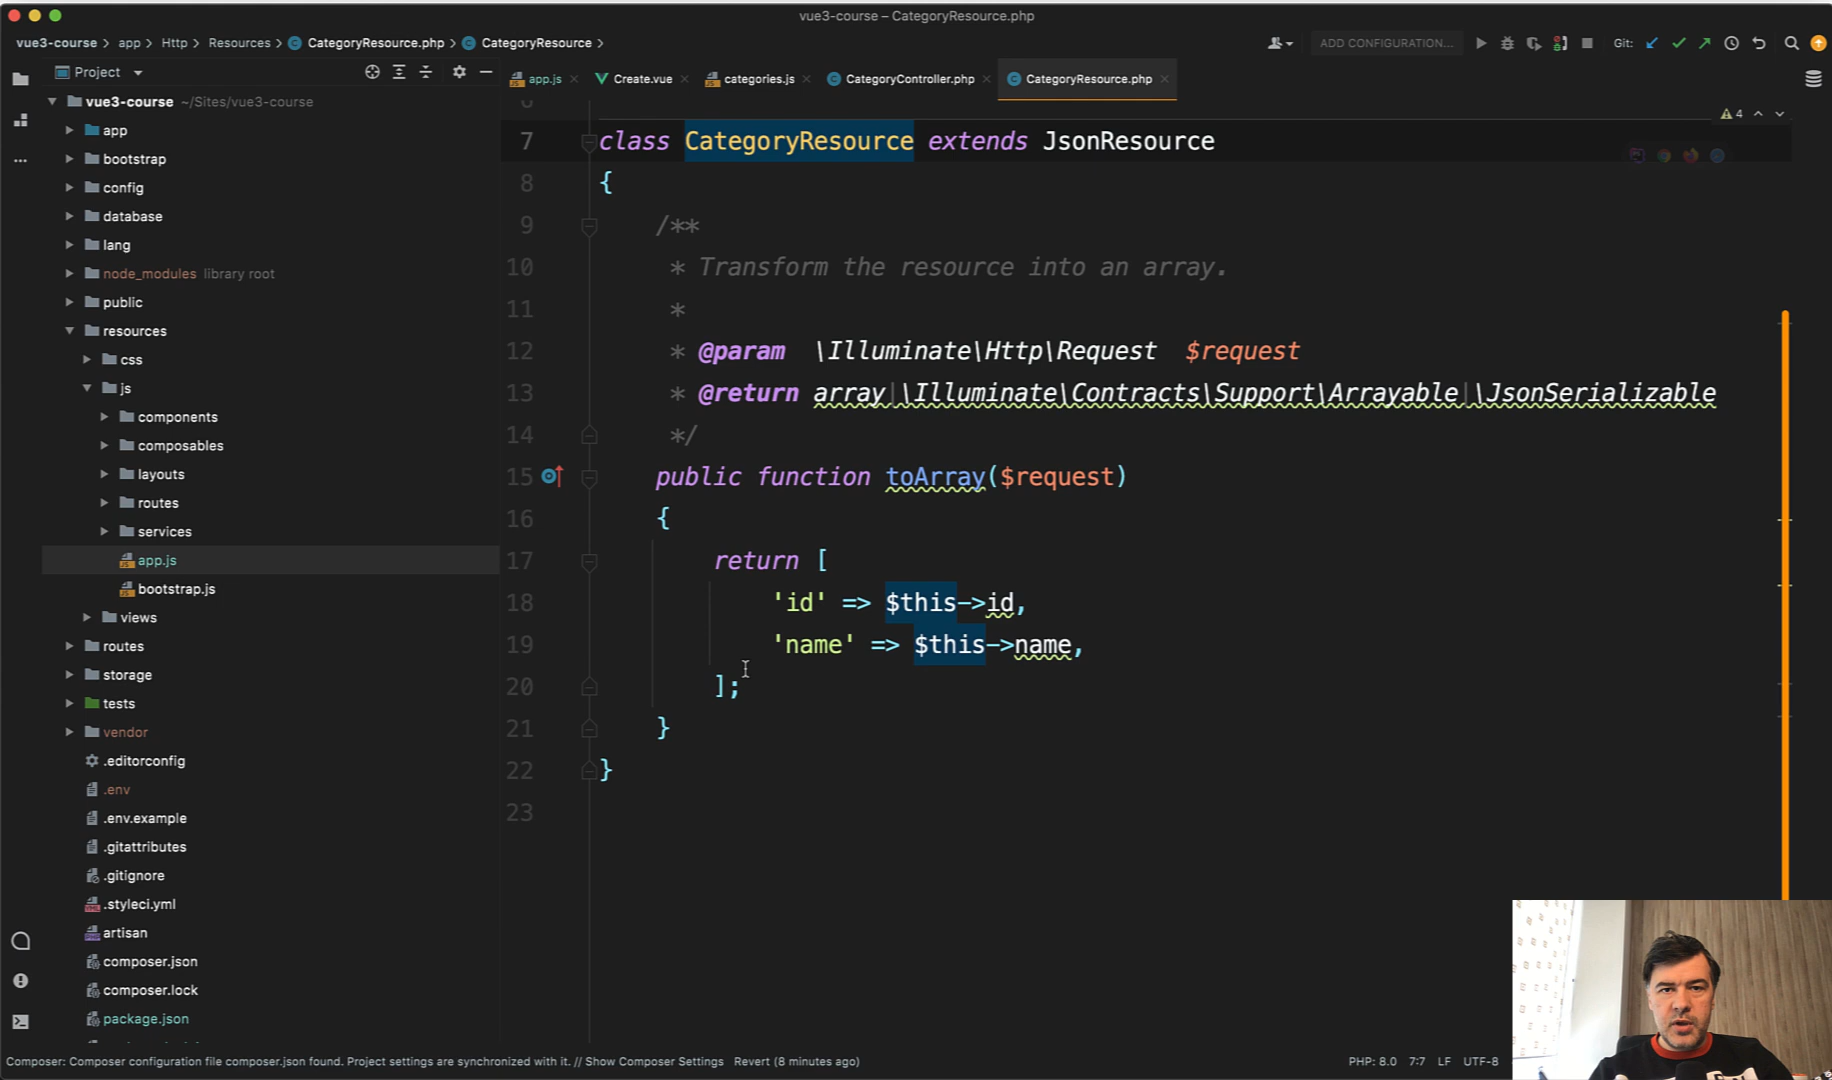 vue3-course – CategoryResource.php
vue3-course > app > Http > Resources > CategoryResource.php > CategoryResource >
ADD CONFIGURATION...
Git:
Project
app.js
Create.vue
categories.js
CategoryController.php
CategoryResource.php
vue3-course ~/Sites/vue3-course
app
bootstrap
config
database
lang
node_modules library root
public
resources
css
js
components
composables
layouts
routes
services
app.js
bootstrap.js
views
routes
storage
tests
vendor
.editorconfig
.env
.env.example
.gitattributes
.gitignore
.styleci.yml
artisan
composer.json
composer.lock
package.json
4
6
7 class CategoryResource extends JsonResource
8 {
9 /**
10 * Transform the resource into an array.
11 *
12 * @param \Illuminate\Http\Request $request
13 * @return array|\Illuminate\Contracts\Support\Arrayable|\JsonSerializable
14 */
15 public function toArray($request)
16 {
17 return [
18 'id' => $this->id,
19 'name' => $this->name,
20 ];
21 }
22 }
23
Composer: Composer configuration file composer.json found. Project settings are synchronized with it. // Show Composer Settings Revert (8 minutes ago)
PHP: 8.0 7:7 LF UTF-8